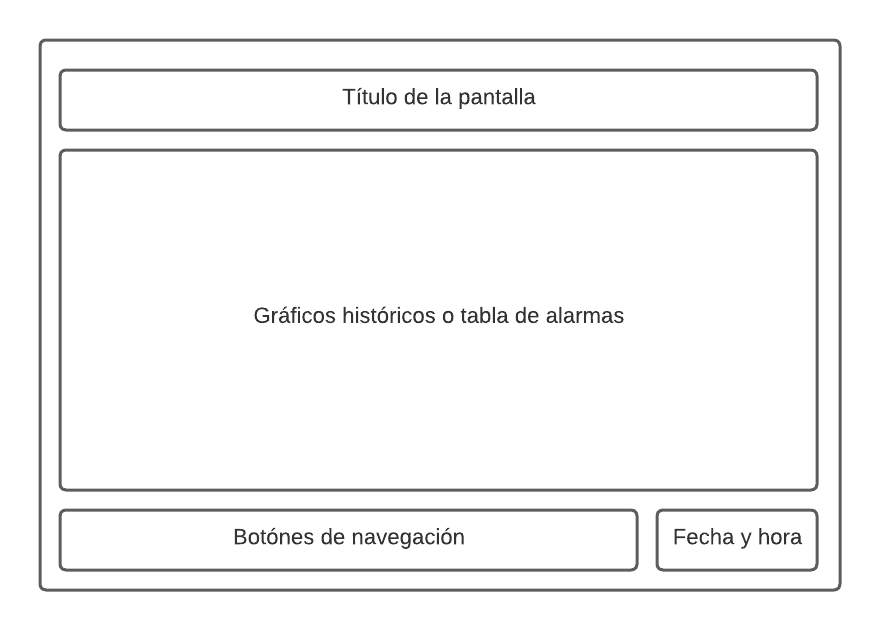 Título de la pantalla
Gráficos históricos o tabla de alarmas
Botónes de navegación
Fecha y hora